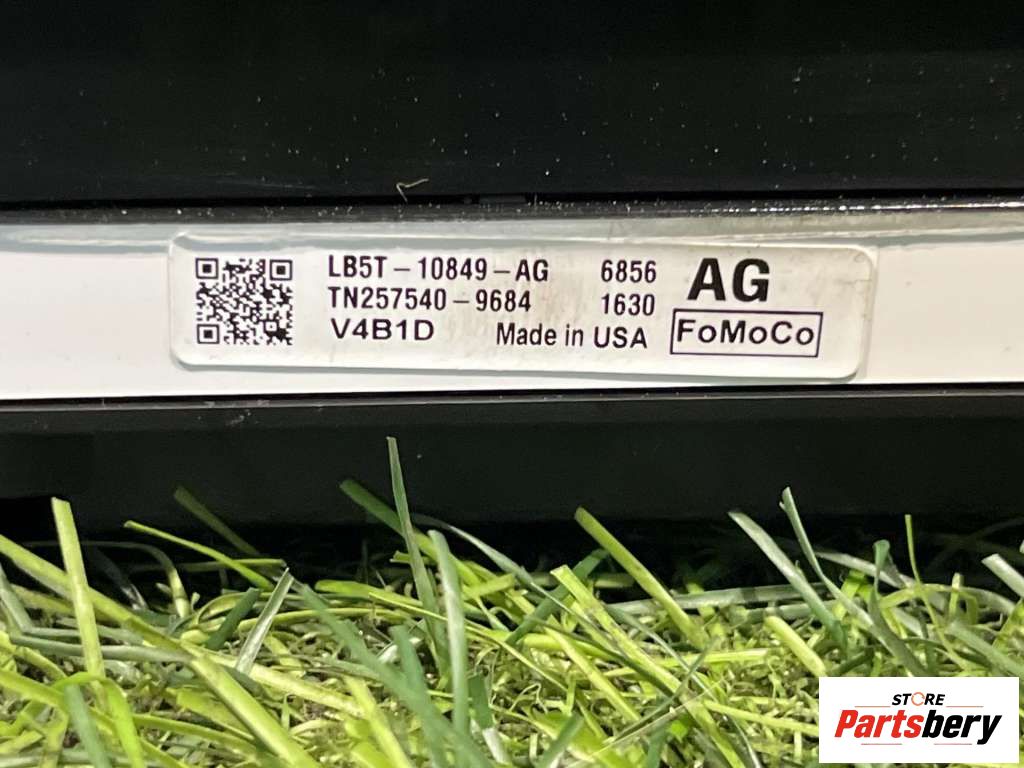 LB5T-10849-AG 6856 AG
TN257540-9684 1630
V4B1D Made in USA FoMoCo
STORE
Partsbery